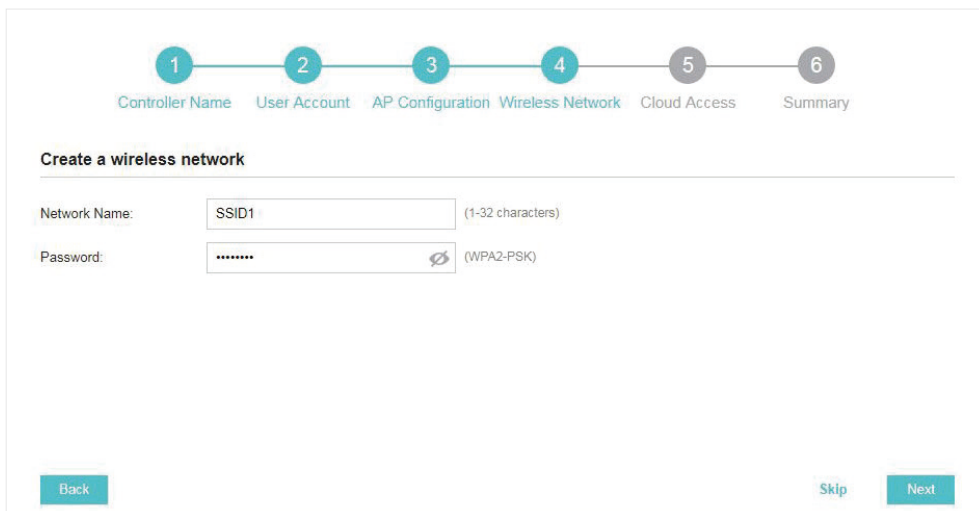 1 2 3 4 5 6
Controller Name User Account AP Configuration Wireless Network Cloud Access Summary
Create a wireless network
Network Name: SSID1 (1-32 characters)
Password: •••••••• (WPA2-PSK)
Back Skip Next